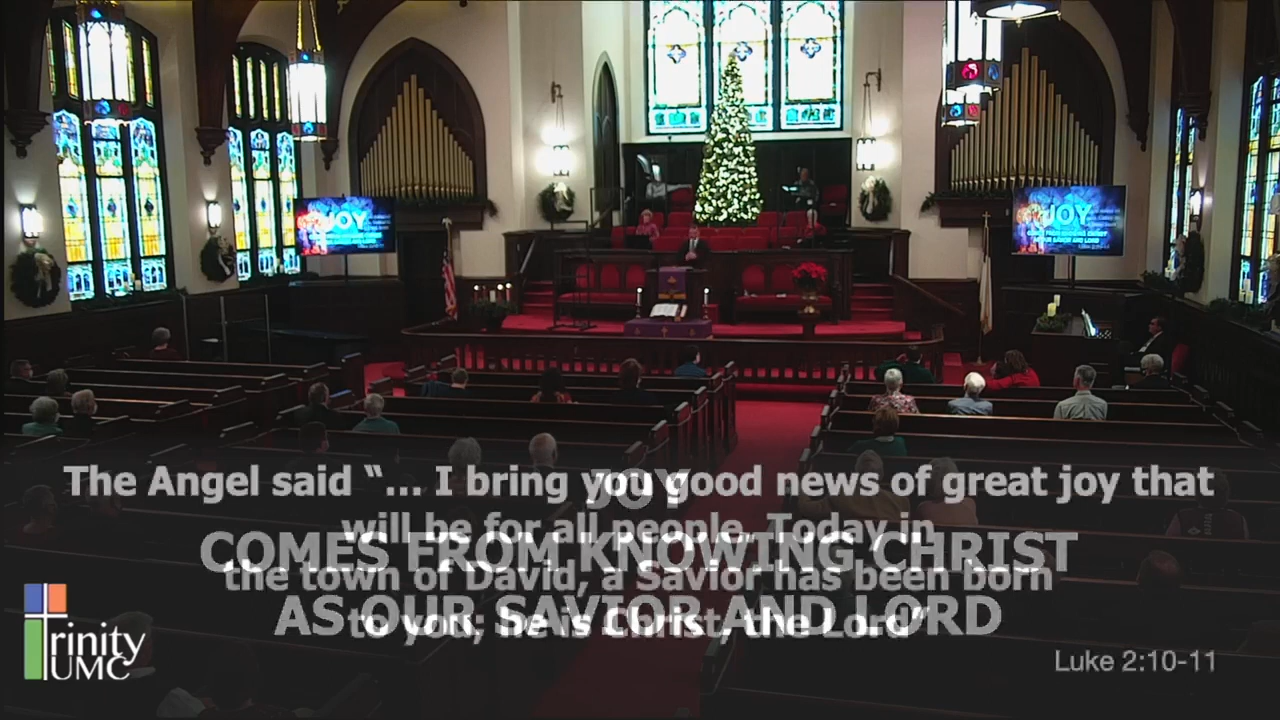 JOY
JOY
The Angel said “... I bring you good news of great joy that
will be for all people. Today in
the town of David, a Savior has been born
to you; he is Christ, the Lord”
JOY
COMES FROM KNOWING CHRIST
AS OUR SAVIOR AND LORD
Luke 2:10-11
Trinity
UMC